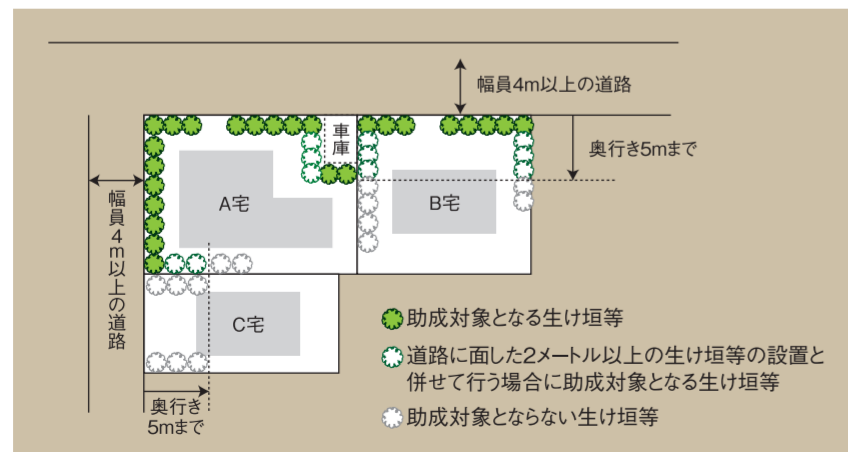 幅員4m以上の道路
車庫
奥行き5mまで
A宅
B宅
幅員4m以上の道路
C宅
助成対象となる生け垣等
道路に面した2メートル以上の生け垣等の設置と
併せて行う場合に助成対象となる生け垣等
奥行き
5mまで
助成対象とならない生け垣等